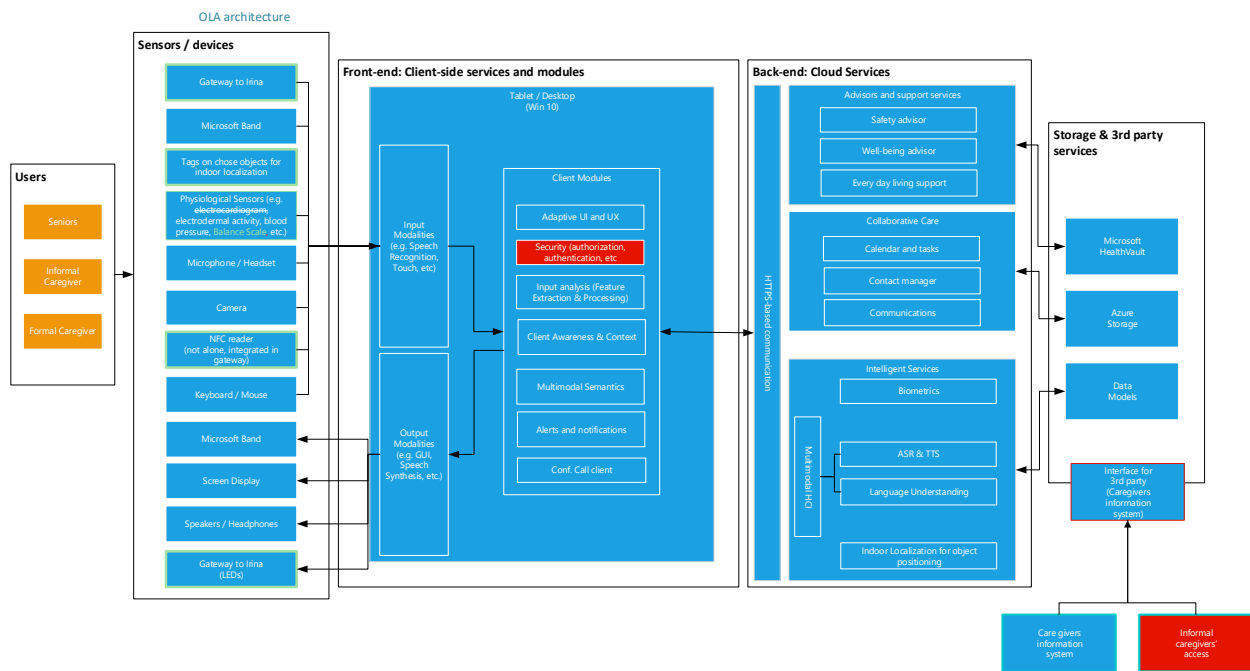 OLA architecture
Users
Seniors
Informal
Caregiver
Formal Caregiver
Sensors / devices
Gateway to Irina
Microsoft Band
Tags on chose objects for
indoor localization
Physiological Sensors (e.g.
electrocardiogram,
electrodermal activity, blood
pressure, Balance Scale etc.)
Microphone / Headset
Camera
NFC reader
(not alone, integrated in
gateway)
Keyboard / Mouse
Microsoft Band
Screen Display
Speakers / Headphones
Gateway to Irina
(LEDs)
Front-end: Client-side services and modules
Tablet / Desktop
(Win 10)
Input
Modalities
(e.g. Speech
Recognition,
Touch, etc)
Output
Modalities
(e.g. GUI,
Speech
Synthesis, etc.)
Client Modules
Adaptive UI and UX
Security (authorization,
authentication, etc
Input analysis (Feature
Extraction & Processing)
Client Awareness & Context
Multimodal Semantics
Alerts and notifications
Conf. Call client
Back-end: Cloud Services
HTTPS-based communication
Advisors and support services
Safety advisor
Well-being advisor
Every day living support
Collaborative Care
Calendar and tasks
Contact manager
Communications
Intelligent Services
Biometrics
Multimodal HCI
ASR & TTS
Language Understanding
Indoor Localization for object
positioning
Storage & 3rd party
services
Microsoft
HealthVault
Azure
Storage
Data
Models
Interface for
3rd party
(Caregivers
information
system)
Care givers
information
system
Informal
caregivers'
access